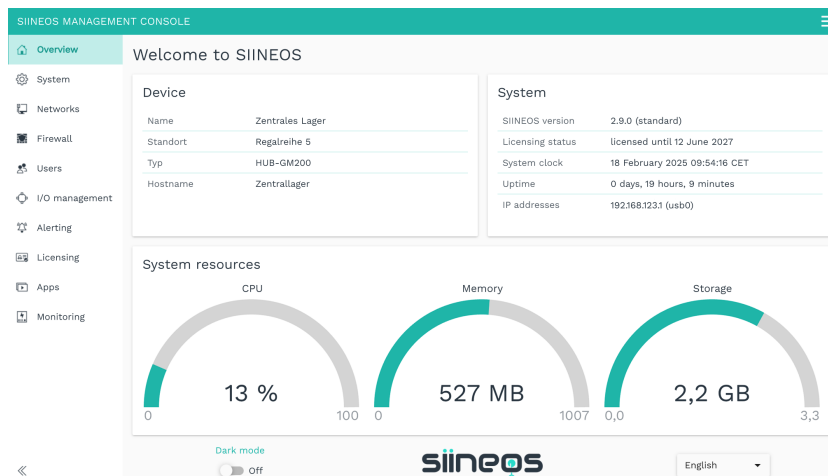 SIINEOS MANAGEMENT CONSOLE
Overview
System
Networks
Firewall
Users
I/O management
Alerting
Licensing
Apps
Monitoring
Welcome to SIINEOS
Device
Name Zentrales Lager
Standort Regalreihe 5
Typ HUB-GM200
Hostname Zentrallager
System
SIINEOS version 2.9.0 (standard)
Licensing status licensed until 12 June 2027
System clock 18 February 2025 09:54:16 CET
Uptime 0 days, 19 hours, 9 minutes
IP addresses 192.168.123.1 (usb0)
System resources
CPU
13 %
0 100
Memory
527 MB
0 1007
Storage
2,2 GB
0,0 3,3
Dark mode
Off
siineos
English